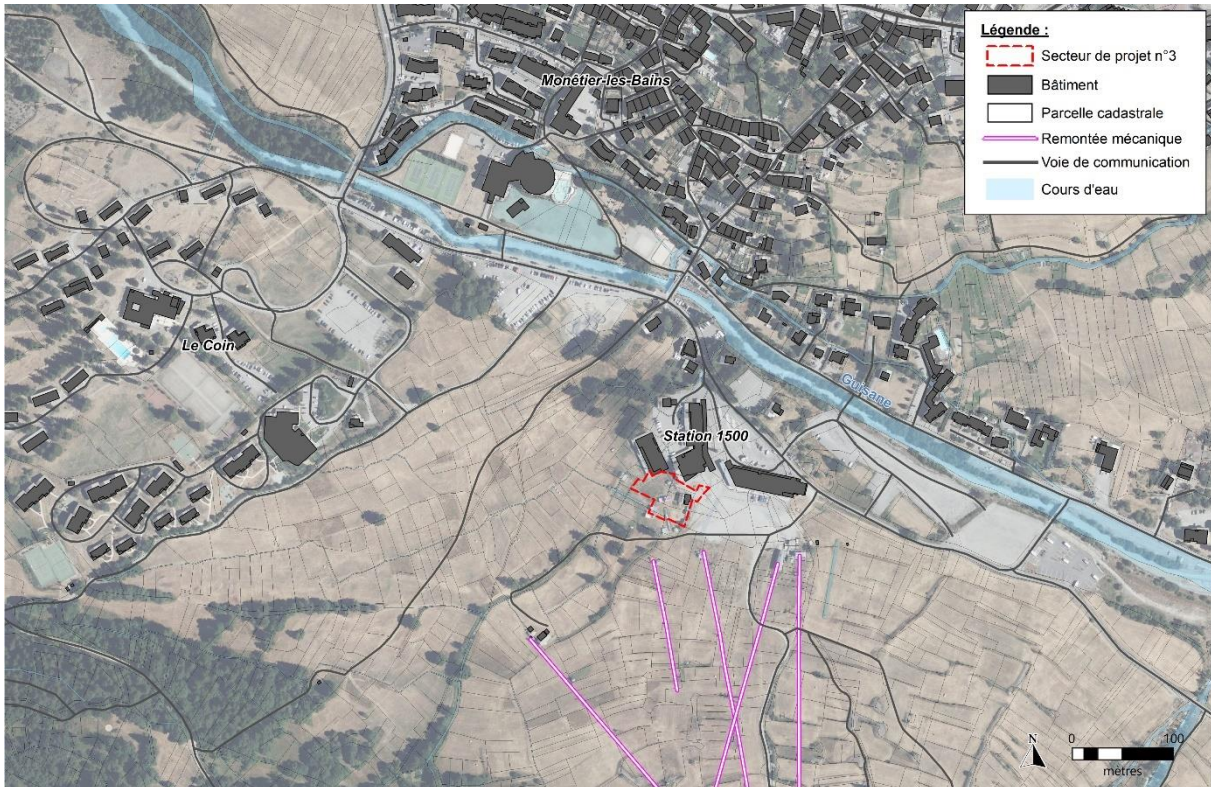 Légende :
Secteur de projet n°3
Bâtiment
Parcelle cadastrale
Remontée mécanique
Voie de communication
Cours d'eau
Monêtier-les-Bains
Le Coin
Guisane
Station 1500
N
0 100
mètres